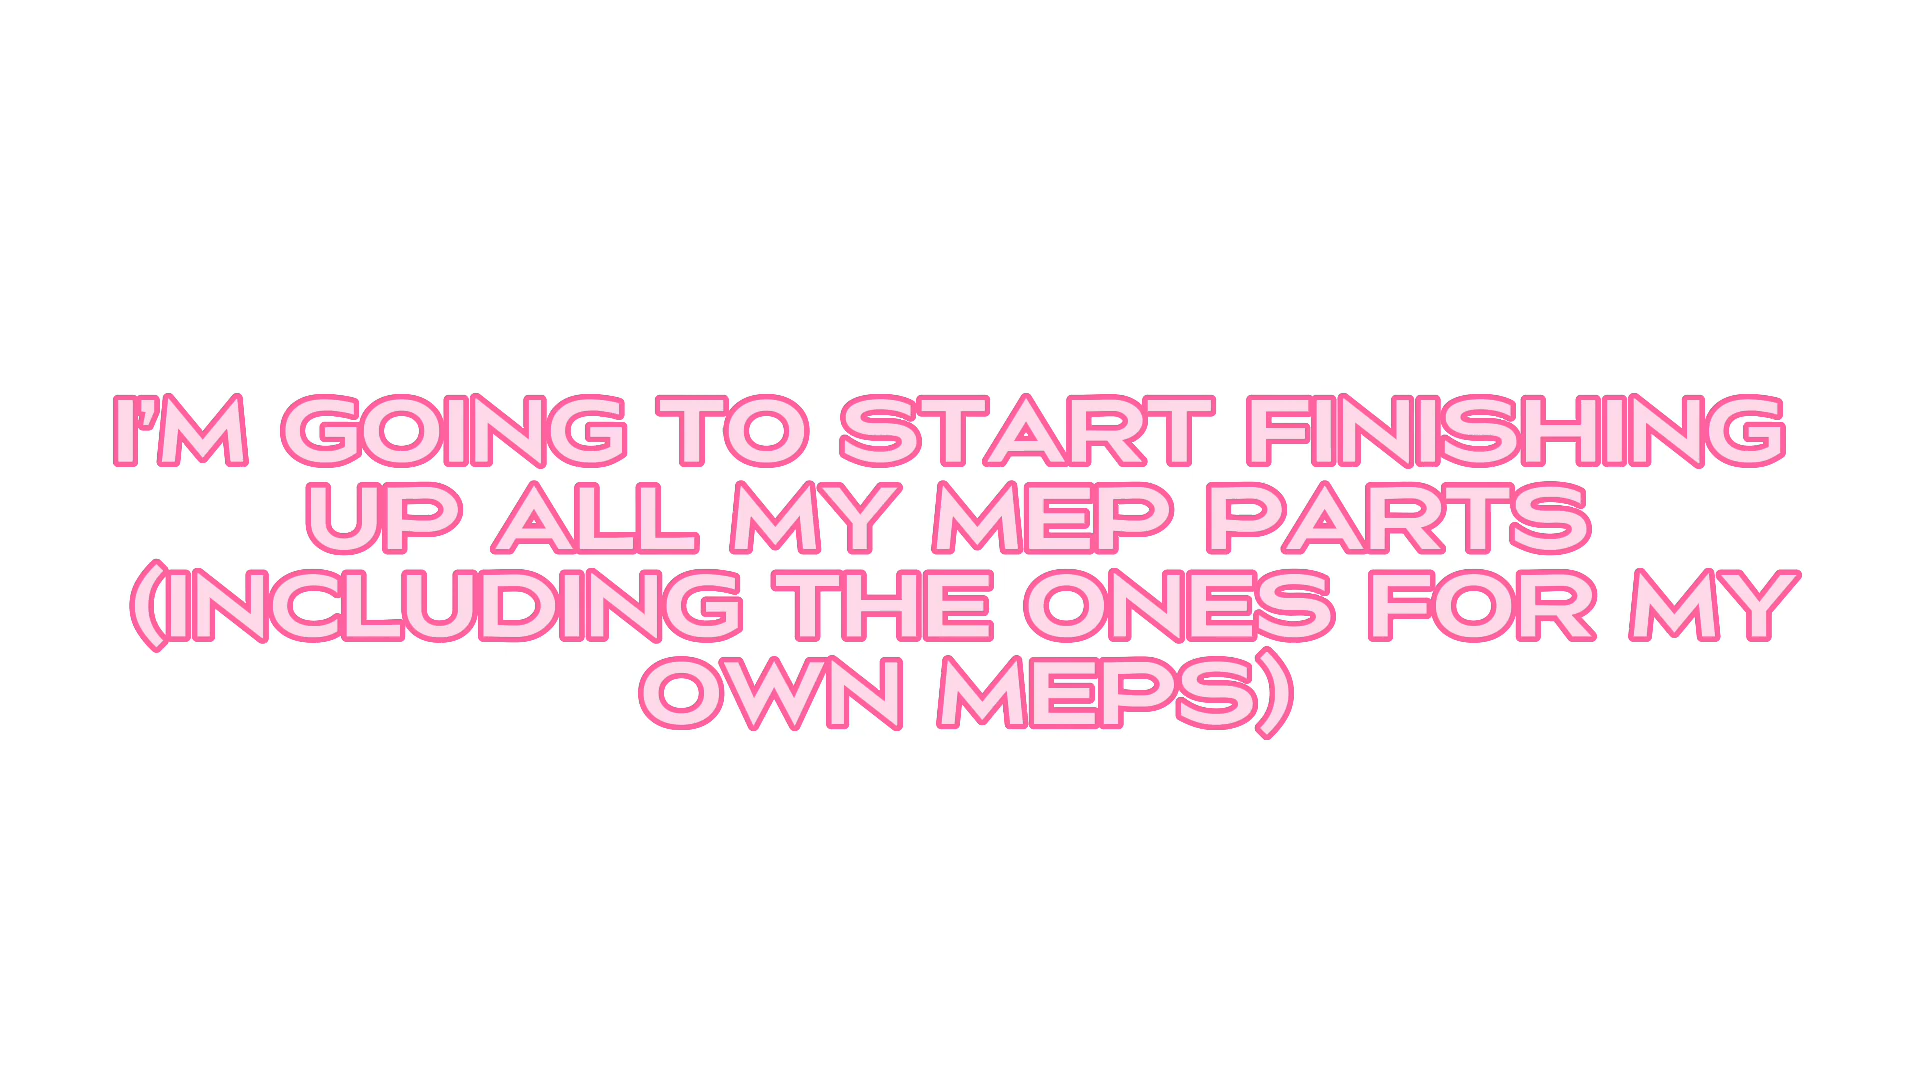 I'M GOING TO START FINISHING
UP ALL MY MEP PARTS
(INCLUDING THE ONES FOR MY
OWN MEPS)